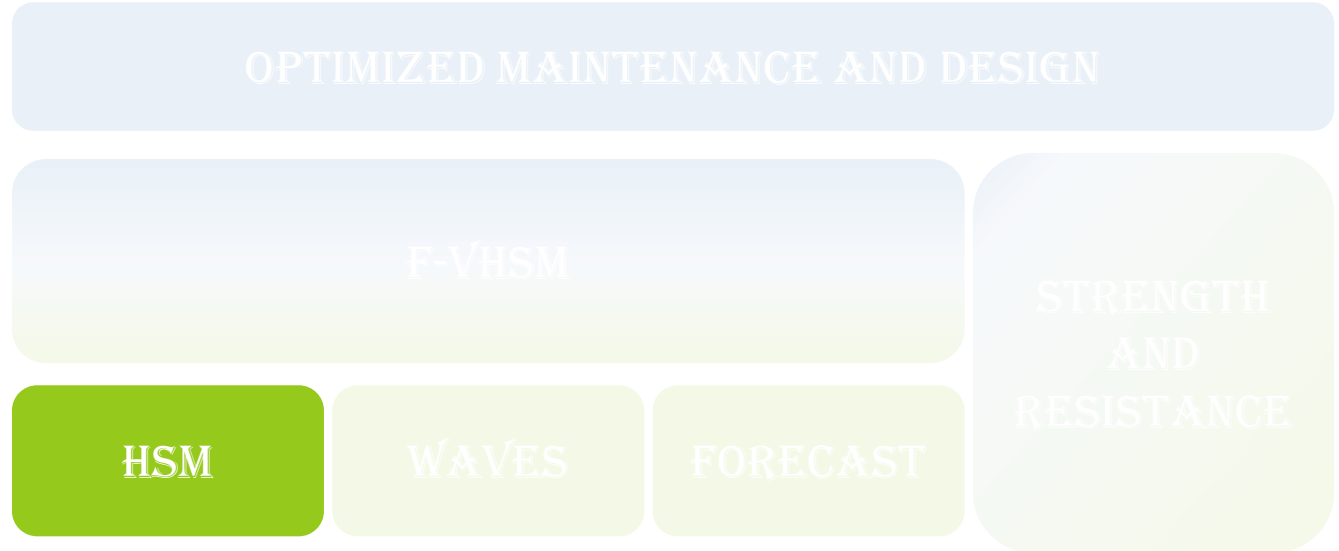 OPTIMIZED MAINTENANCE AND DESIGN
F-VHSM
STRENGTH
AND
RESISTANCE
HSM
WAVES
FORECAST